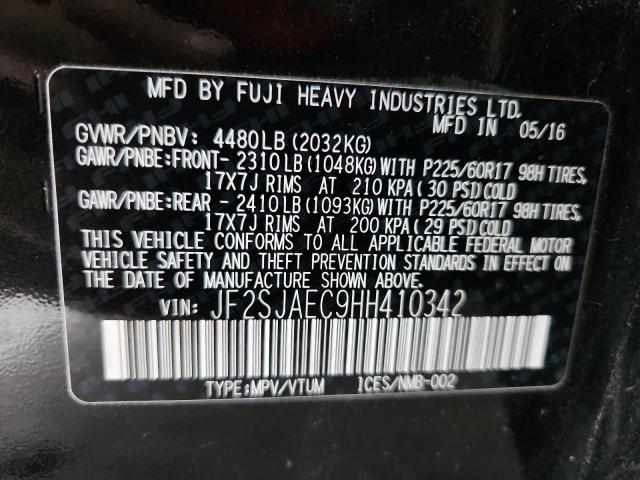 MFD BY FUJI HEAVY INDUSTRIES LTD.
MFD IN 05/16
GVWR/PNBV: 4480LB(2032KG)
GAWR/PNBE:FRONT- 2310LB(1048KG)WITH P225/60R17 98H TIRES,
17X7J RIMS AT 210 KPA(30 PSI)COLD
GAWR/PNBE:REAR - 2410LB(1093KG)WITH P225/60R17 98H TIRES,
17X7J RIMS AT 200 KPA(29 PSI)COLD
THIS VEHICLE CONFORMS TO ALL APPLICABLE FEDERAL MOTOR
VEHICLE SAFETY AND THEFT PREVENTION STANDARDS IN EFFECT ON
THE DATE OF MANUFACTURE SHOWN ABOVE.
VIN: JF2SJAEC9HH410342
TYPE:MPV/VTUM ICES/NMB-002